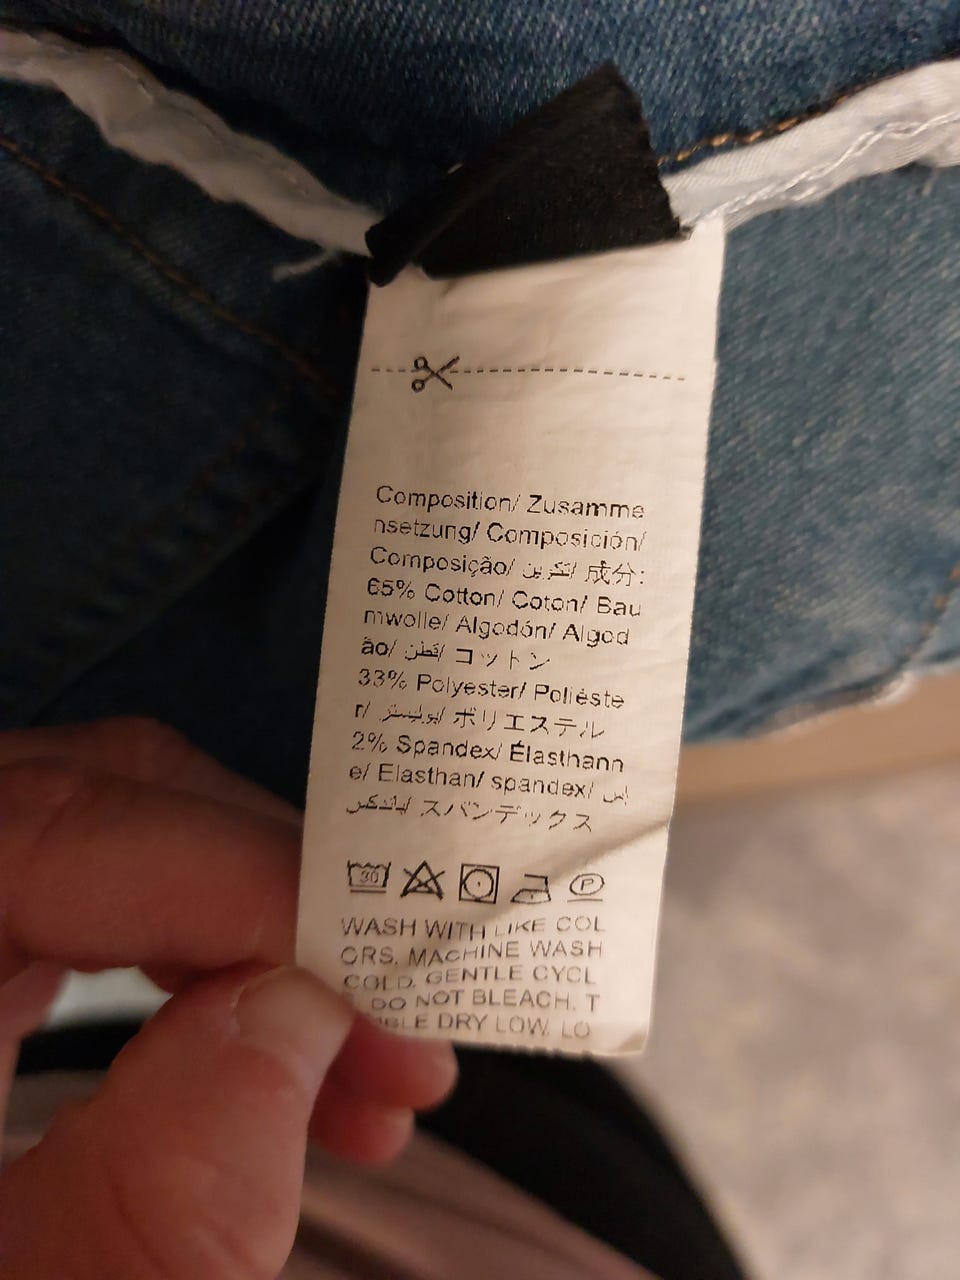 Composition/ Zusamme
nsetzung/ Composición/
Composição/ تكوين/ 成分:
65% Cotton/ Coton/ Bau
mwolle/ Algodón/ Algod
ão/ قطن/ コットン
33% Polyester/ Poliéste
r/ بوليستر/ ポリエステル
2% Spandex/ Élasthann
e/ Elasthan/ spandex/
スパンデックス
30
P
WASH WITH LIKE COL
ORS. MACHINE WASH
COLD. GENTLE CYCL
DO NOT BLEACH. T
DRY LOW. LO